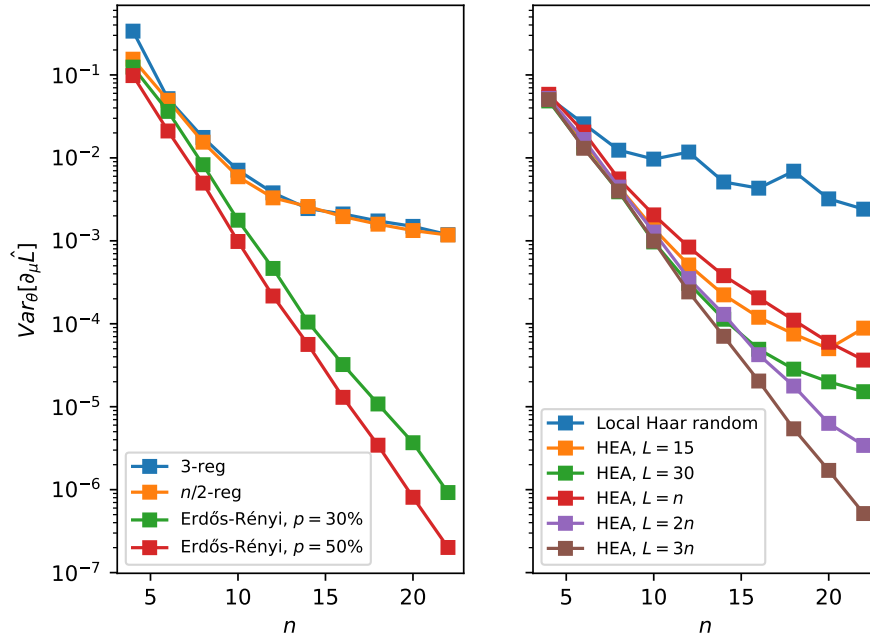 Var_θ[∂_μL̂]
10⁻¹
10⁻²
10⁻³
10⁻⁴
10⁻⁵
10⁻⁶
10⁻⁷
3-reg
n/2-reg
Erdős-Rényi, p = 30%
Erdős-Rényi, p = 50%
5 10 15 20
n
Local Haar random
HEA, L = 15
HEA, L = 30
HEA, L = n
HEA, L = 2n
HEA, L = 3n
5 10 15 20
n